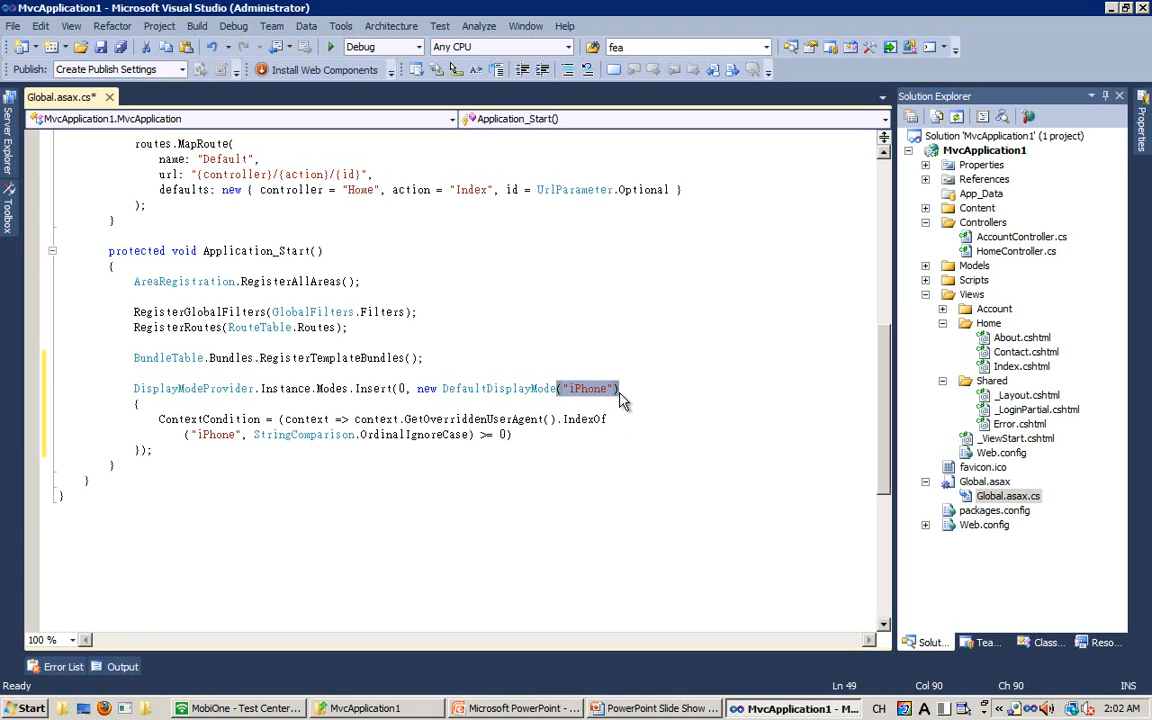 MvcApplication1 - Microsoft Visual Studio (Administrator)
File Edit View Refactor Project Build Debug Team Data Tools Architecture Test Analyze Window Help
Debug Any CPU fea
Publish: Create Publish Settings Install Web Components
Global.asax.cs*
MvcApplication1.MvcApplication Application_Start()
routes.MapRoute(
name: "Default",
url: "{controller}/{action}/{id}",
defaults: new { controller = "Home", action = "Index", id = UrlParameter.Optional }
);
}
protected void Application_Start()
{
AreaRegistration.RegisterAllAreas();
RegisterGlobalFilters(GlobalFilters.Filters);
RegisterRoutes(RouteTable.Routes);
BundleTable.Bundles.RegisterTemplateBundles();
DisplayModeProvider.Instance.Modes.Insert(0, new DefaultDisplayMode("iPhone")
{
ContextCondition = (context => context.GetOverriddenUserAgent().IndexOf
("iPhone", StringComparison.OrdinalIgnoreCase) >= 0)
});
}
}
}
100 %
Server Explorer
Toolbox
Solution Explorer
Properties
Solution 'MvcApplication1' (1 project)
MvcApplication1
Properties
References
App_Data
Content
Controllers
AccountController.cs
HomeController.cs
Models
Scripts
Views
Account
Home
About.cshtml
Contact.cshtml
Index.cshtml
Shared
_Layout.cshtml
_LoginPartial.cshtml
Error.cshtml
_ViewStart.cshtml
Web.config
favicon.ico
Global.asax
Global.asax.cs
packages.config
Web.config
Solut... Tea... Class... Reso...
Error List Output
Ready Ln 49 Col 90 Ch 90 INS
Start MobiOne - Test Center... MvcApplication1 Microsoft PowerPoint - ... PowerPoint Slide Show ... MvcApplication1 - M... CH A « 2:02 AM